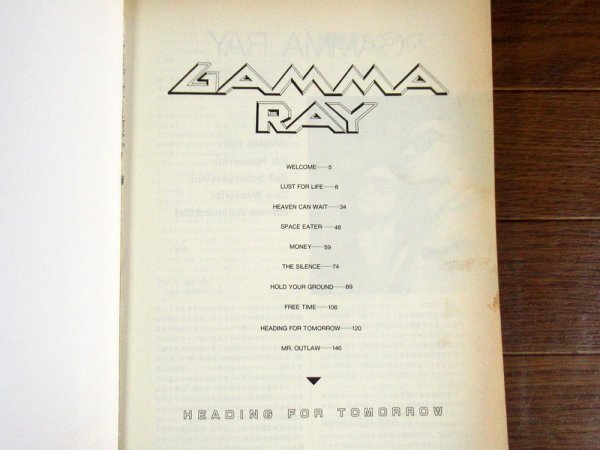 GAMMA
RAY
WELCOME——5
LUST FOR LIFE——8
HEAVEN CAN WAIT——34
SPACE EATER——48
MONEY——59
THE SILENCE——74
HOLD YOUR GROUND——89
FREE TIME——106
HEADING FOR TOMORROW——120
MR. OUTLAW——146
HEADING FOR TOMORROW